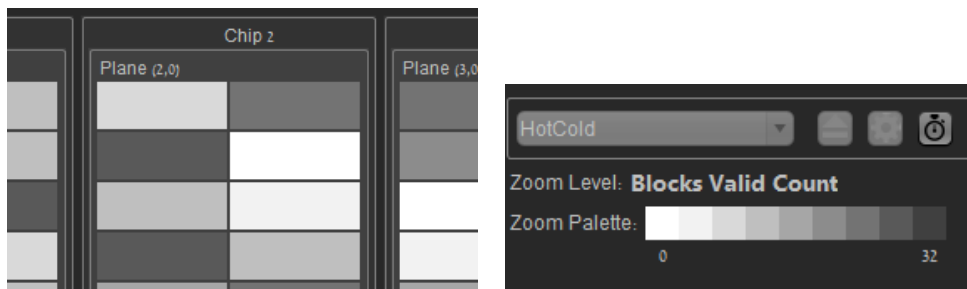 Chip 2
Plane (2,0)
Plane (3,0
HotCold
Zoom Level: Blocks Valid Count
Zoom Palette:
0
32